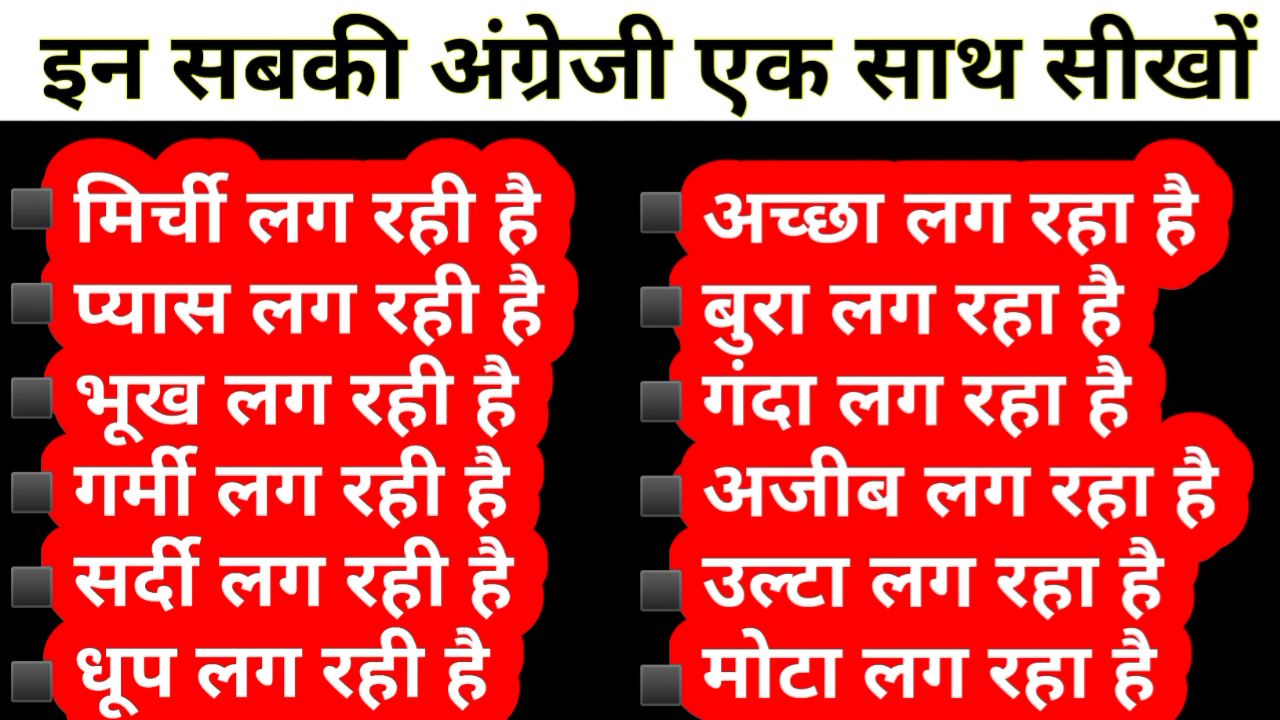 इन सबकी अंग्रेजी एक साथ सीखों
मिर्ची लग रही है
प्यास लग रही है
भूख लग रही है
गर्मी लग रही है
सर्दी लग रही है
धूप लग रही है
अच्छा लग रहा है
बुरा लग रहा है
गंदा लग रहा है
अजीब लग रहा है
उल्टा लग रहा है
मोटा लग रहा है